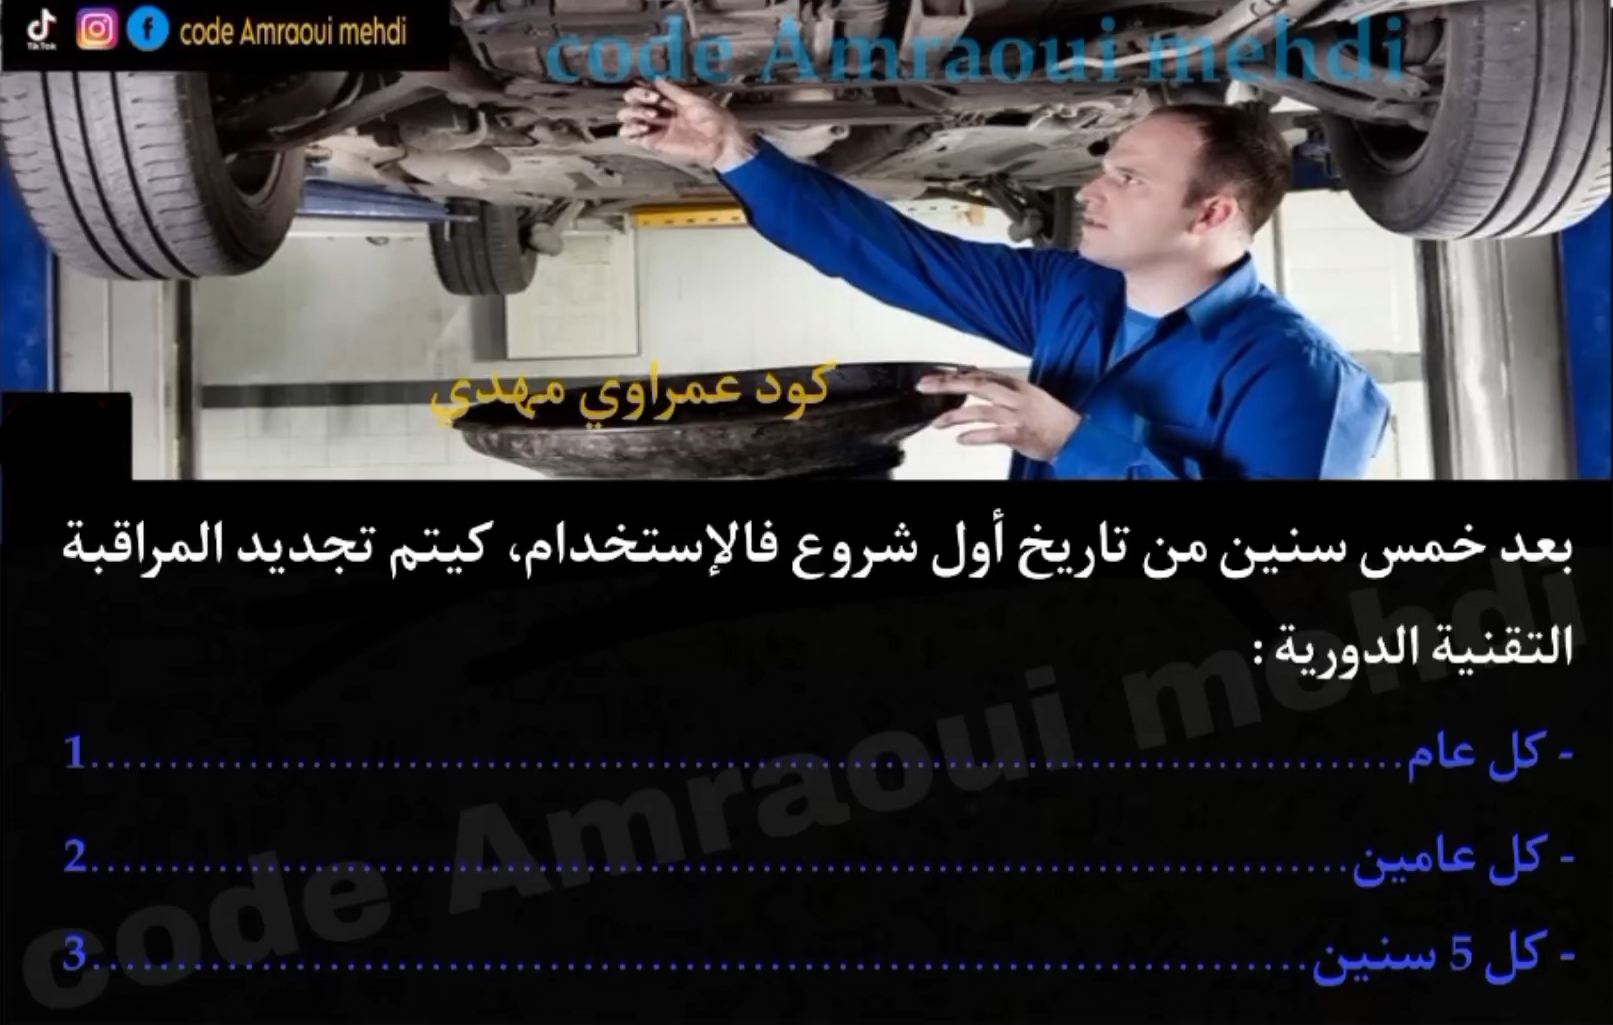 TikTok
code Amraoui mehdi
code Amraoui mehdi
كود عمراوي مهدي
بعد خمس سنين من تاريخ أول شروع فالإستخدام، كيتم تجديد المراقبة
التقنية الدورية :
- كل عام........................................1
- كل عامين........................................2
- كل 5 سنين........................................3
code Amraoui mehdi